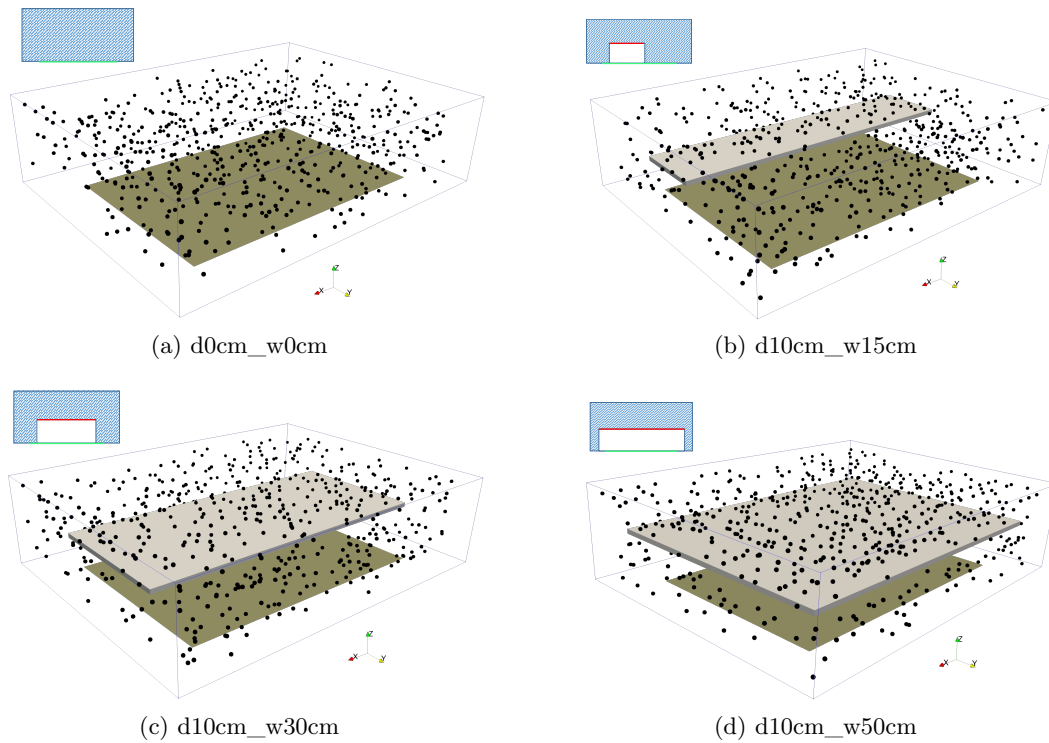 Z
X
Y
Z
X
Y
(a) d0cm_w0cm
(b) d10cm_w15cm
Z
X
Y
Z
X
Y
(c) d10cm_w30cm
(d) d10cm_w50cm